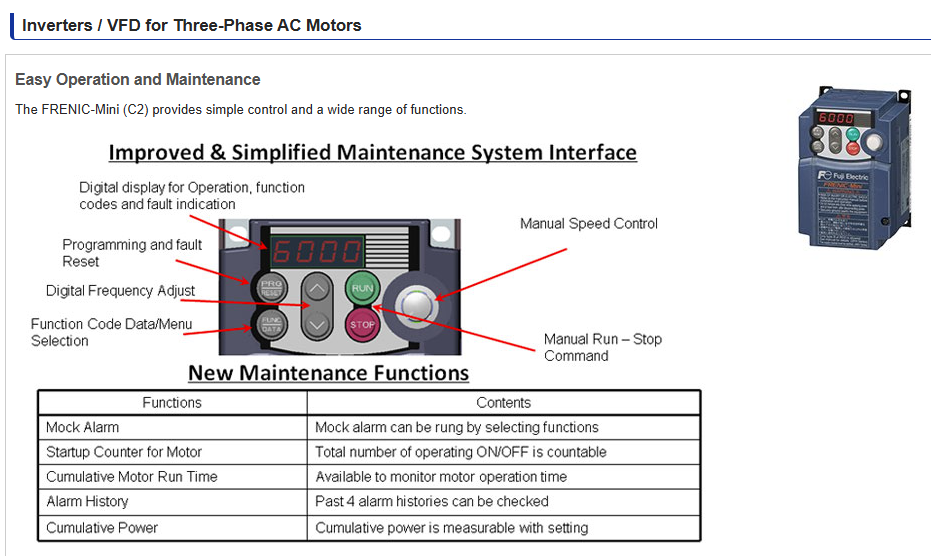 Inverters / VFD for Three-Phase AC Motors
Easy Operation and Maintenance
The FRENIC-Mini (C2) provides simple control and a wide range of functions.
Improved & Simplified Maintenance System Interface
Digital display for Operation, function
codes and fault indication
Programming and fault
Reset
Digital Frequency Adjust
Function Code Data/Menu
Selection
6000
PRG
RESET
FUNC
DATA
RUN
STOP
Manual Speed Control
Manual Run – Stop
Command
6000
RUN
STOP
Fuji Electric
FRENIC-Mini
New Maintenance Functions
Functions Contents
Mock Alarm Mock alarm can be rung by selecting functions
Startup Counter for Motor Total number of operating ON/OFF is countable
Cumulative Motor Run Time Available to monitor motor operation time
Alarm History Past 4 alarm histories can be checked
Cumulative Power Cumulative power is measurable with setting